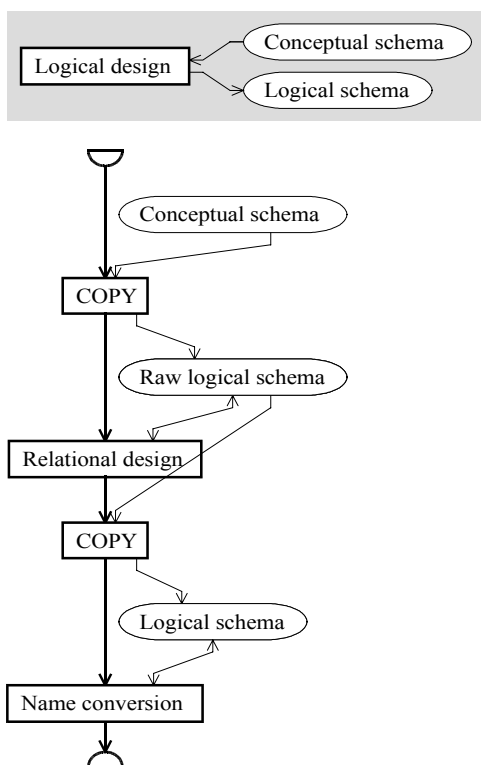 Conceptual schema
Logical design
Logical schema
Conceptual schema
COPY
Raw logical schema
Relational design
COPY
Logical schema
Name conversion